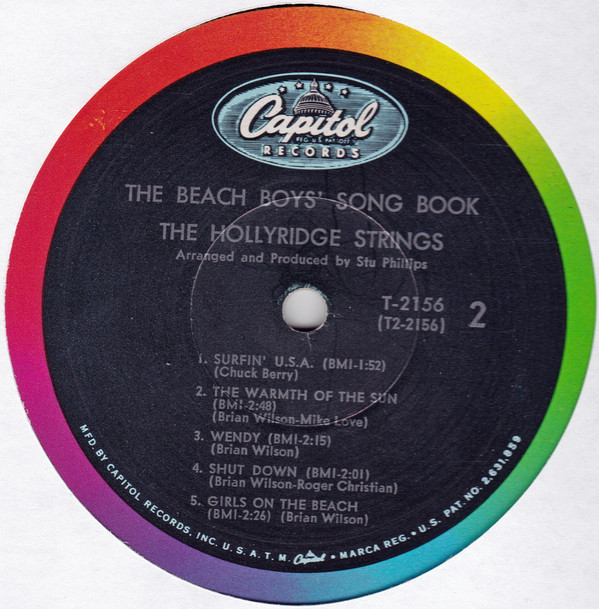 Capitol
REG. U.S. PAT. OFF.
RECORDS
THE BEACH BOYS' SONG BOOK
THE HOLLYRIDGE STRINGS
Arranged and Produced by Stu Phillips
T-2156
(T2-2156)
2
1. SURFIN' U.S.A. (BMI-1:52)
(Chuck Berry)
2. THE WARMTH OF THE SUN
(BMI-2:48)
(Brian Wilson-Mike Love)
3. WENDY (BMI-2:15)
(Brian Wilson)
4. SHUT DOWN (BMI-2:01)
(Brian Wilson-Roger Christian)
5. GIRLS ON THE BEACH
(BMI-2:26) (Brian Wilson)
MFD. BY CAPITOL RECORDS, INC. U.S.A. T.M. Capitol • MARCA REG. • U.S. PAT. NO. 2,631,859